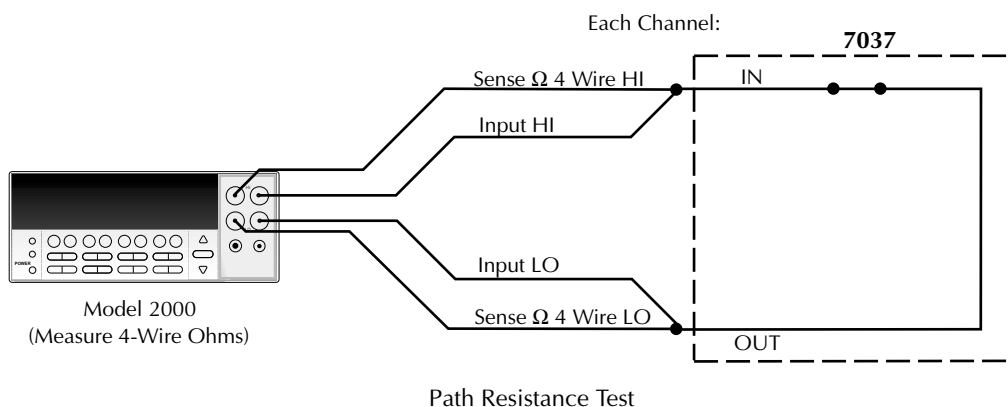 Each Channel:
7037
Sense Ω 4 Wire HI
IN
Input HI
POWER
Input LO
Model 2000
(Measure 4-Wire Ohms)
Sense Ω 4 Wire LO
OUT
Path Resistance Test